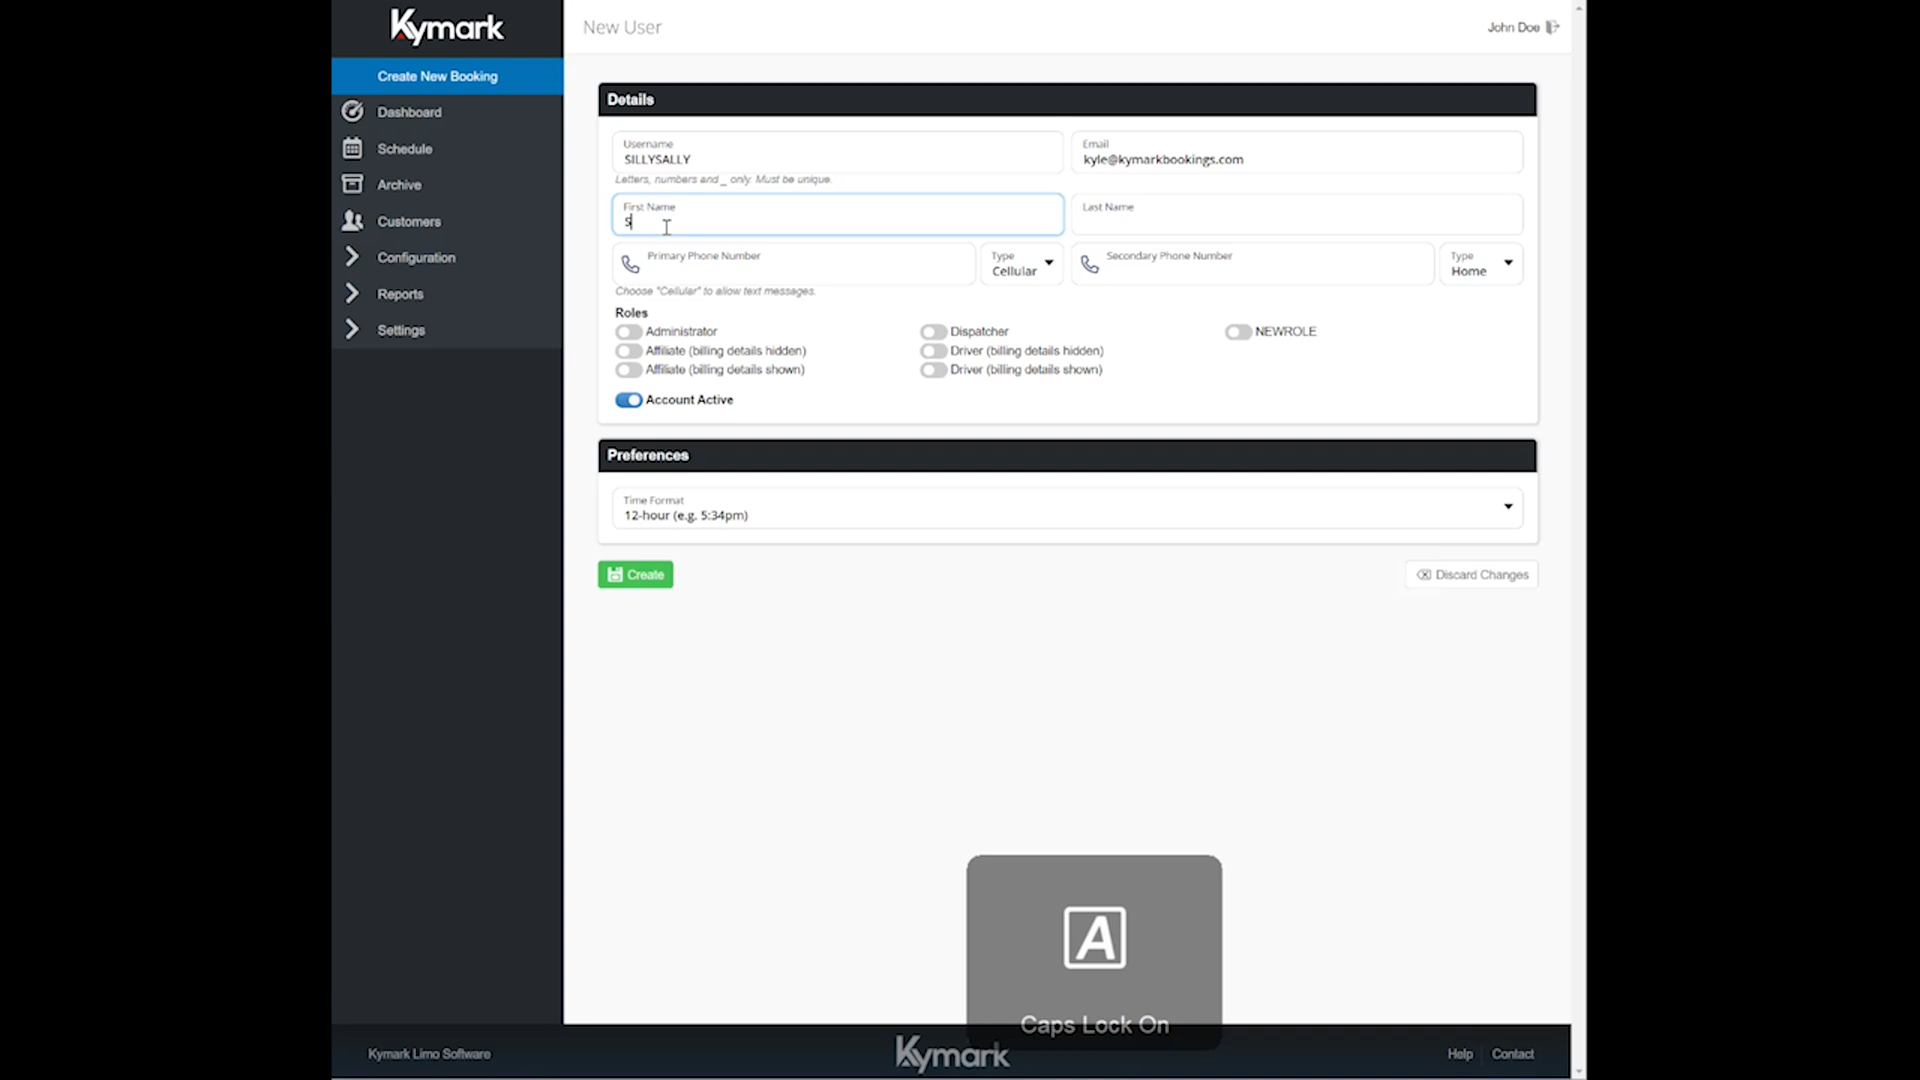 Kymark
New User
John Doe
Create New Booking
Dashboard
Schedule
Archive
Customers
Configuration
Reports
Settings
Details
Username
SILLYSALLY
Letters, numbers and _ only. Must be unique.
Email
kyle@kymarkbookings.com
First Name
S
Last Name
Primary Phone Number
Type
Cellular
Secondary Phone Number
Type
Home
Choose "Cellular" to allow text messages.
Roles
Administrator
Dispatcher
NEWROLE
Affiliate (billing details hidden)
Driver (billing details hidden)
Affiliate (billing details shown)
Driver (billing details shown)
Account Active
Preferences
Time Format
12-hour (e.g. 5:34pm)
Create
Discard Changes
A
Caps Lock On
Kymark Limo Software
Kymark
Help
Contact